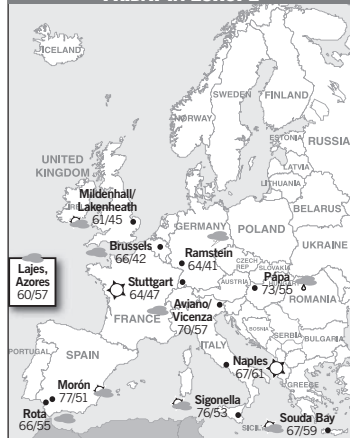 ICELAND
SWEDEN
FINLAND
NORWAY
ESTONIA
RUSSIA
LATVIA
LITHUANIA
UNITED
KINGDOM
Mildenhall/
Lakenheath
61/45
BELARUS
GERMANY
POLAND
Brussels
66/42
Ramstein
64/41
UKRAINE
Lajes,
Azores
60/57
CZECH
REP
SLOVAKIA
Stuttgart
64/47
AUSTRIA
Pápa
73/55
ROMANIA
Aviano/
Vicenza
70/57
FRANCE
BOSNIA
SERBIA
BULGARIA
ITALY
PORTUGAL
SPAIN
Naples
67/61
GREECE
Morón
77/51
Sigonella
76/53
Rota
66/55
Souda Bay
67/59